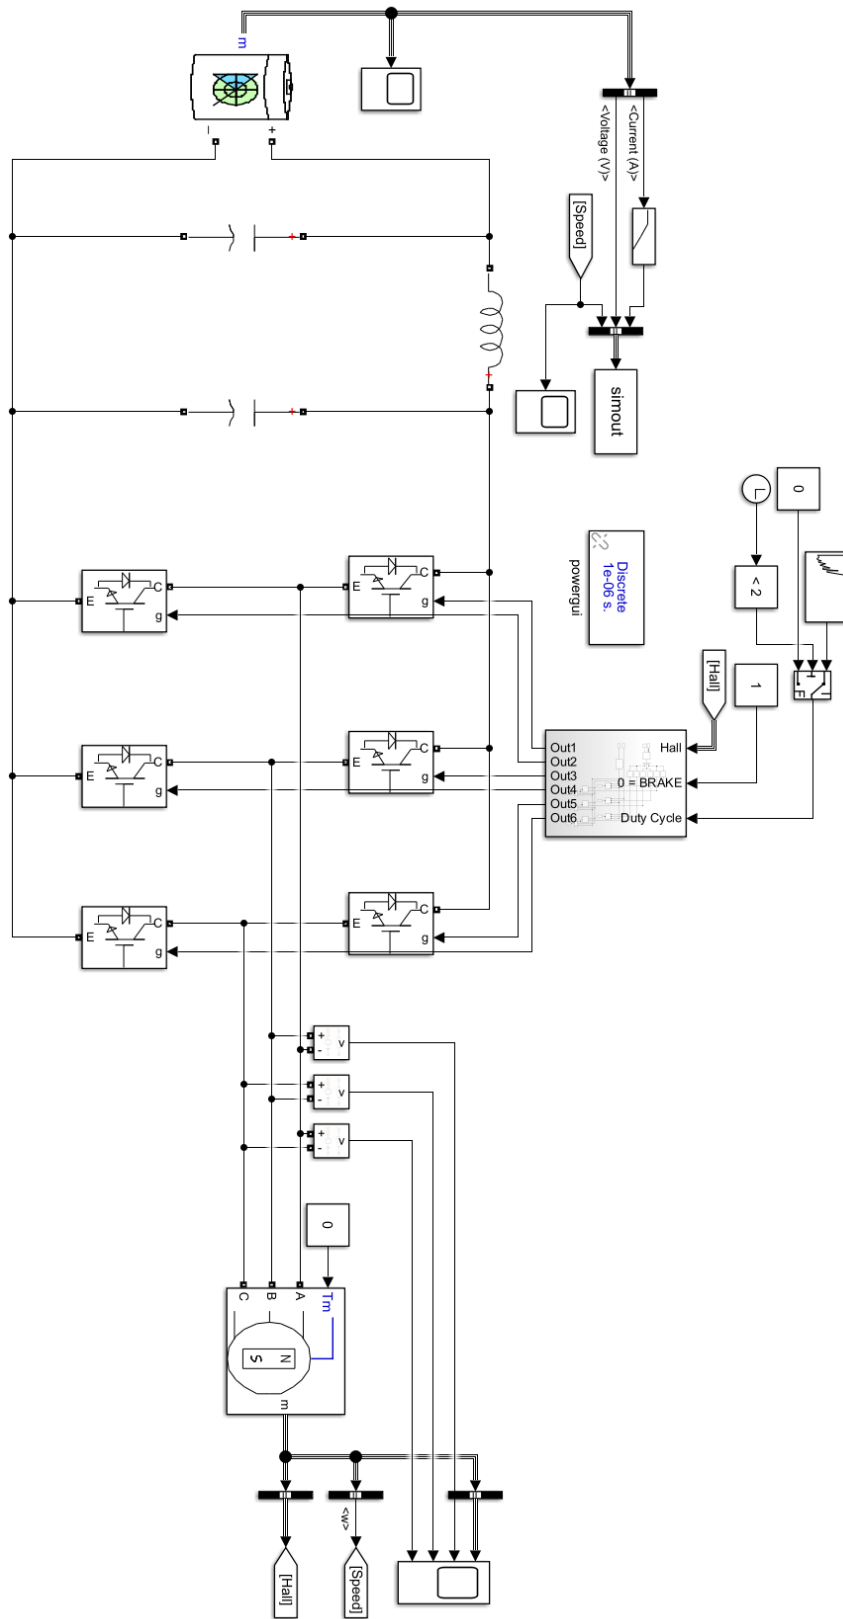 m
−
+
<Voltage (V)>
<Current (A)>
[Speed]
simout
0
< 2
Discrete
1e-06 s.
powergui
T
F
[Hall]
1
E
C
g
E
C
g
Out1
Out2
Out3
Out4
Out5
Out6
Hall
0 = BRAKE
Duty Cycle
E
C
g
E
C
g
E
C
g
E
C
g
+
-
v
+
-
v
+
-
v
0
C
B
A
Tm
S
N
m
<w>
[Hall]
[Speed]